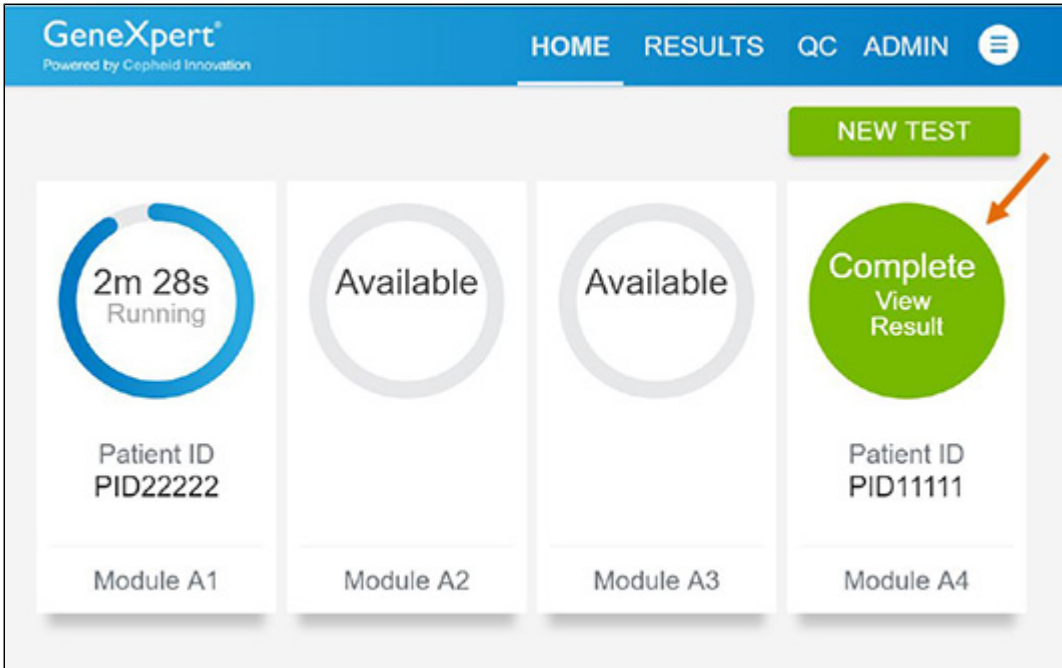 GeneXpert®
Powered by Cepheid Innovation
HOME RESULTS QC ADMIN
NEW TEST
2m 28s
Running
Patient ID
PID22222
Module A1
Available
Module A2
Available
Module A3
Complete
View
Result
Patient ID
PID11111
Module A4